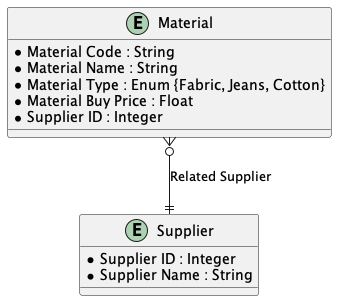 E Material
Material Code : String
Material Name : String
Material Type : Enum {Fabric, Jeans, Cotton}
Material Buy Price : Float
Supplier ID : Integer
Related Supplier
E Supplier
Supplier ID : Integer
Supplier Name : String